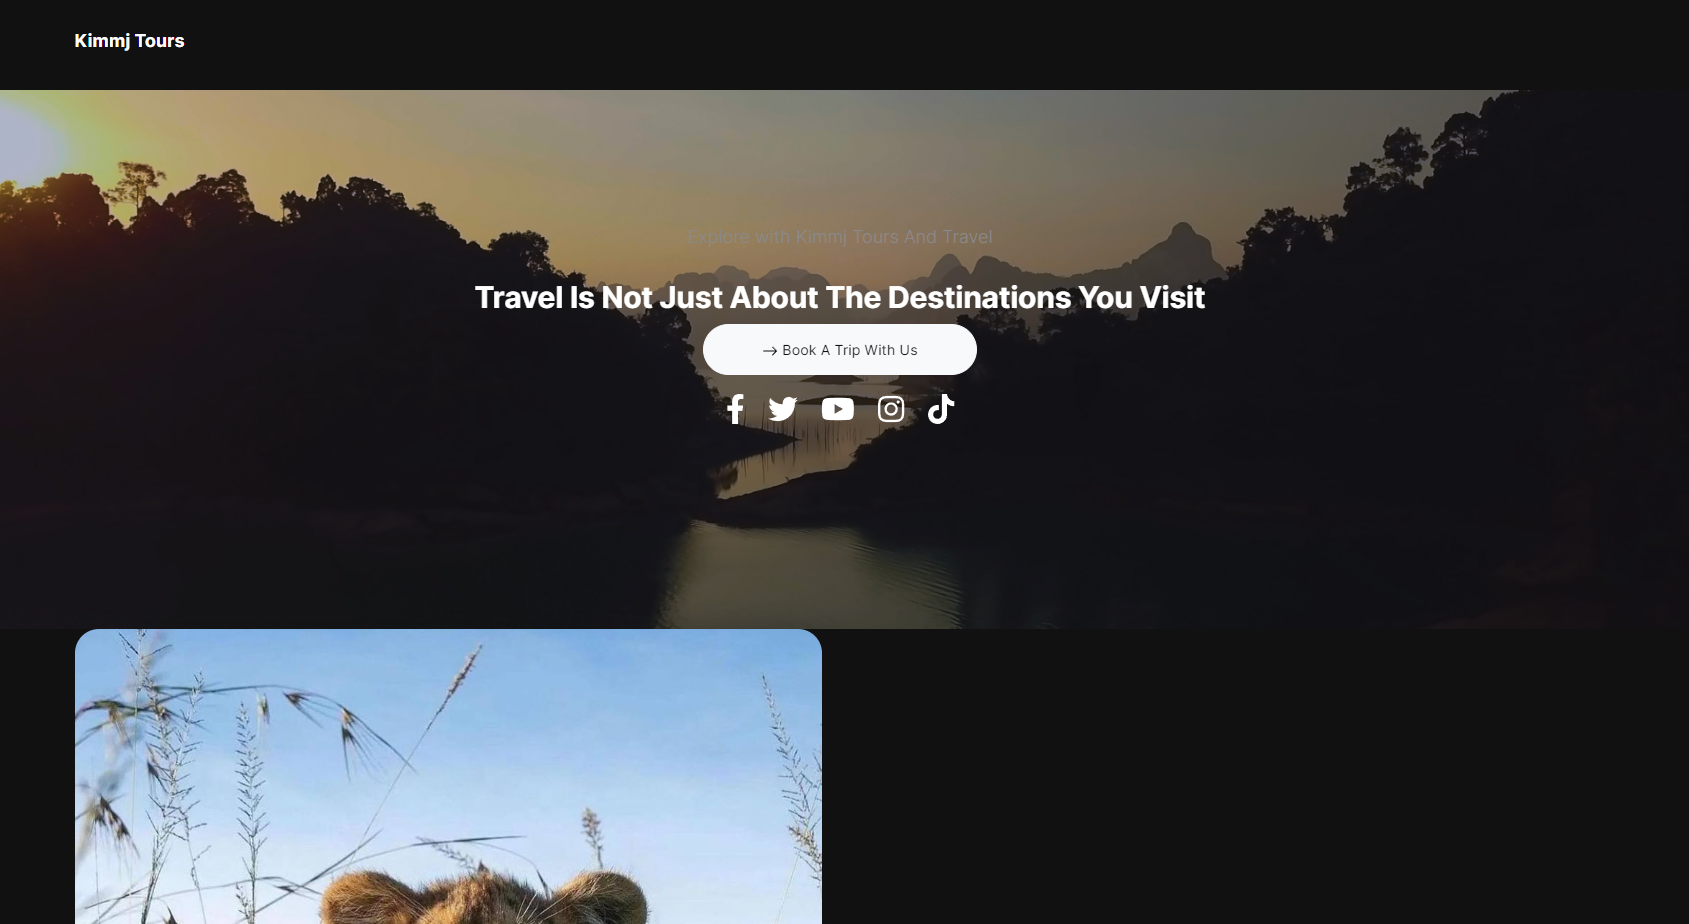 Kimmj Tours
Explore with Kimmj Tours And Travel
Travel Is Not Just About The Destinations You Visit
→ Book A Trip With Us